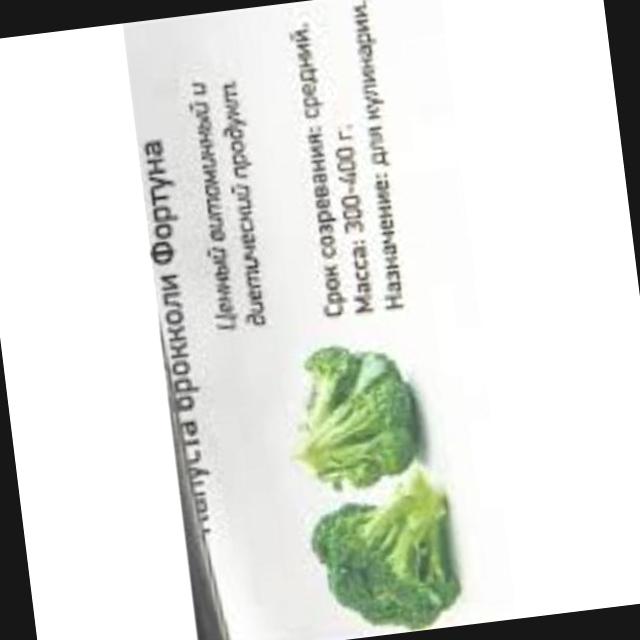 Капуста брокколи Фортуна
Ценный витаминный и
диетический продукт.
Срок созревания: средний.
Масса: 300-400 г.
Назначение: для кулинарии.